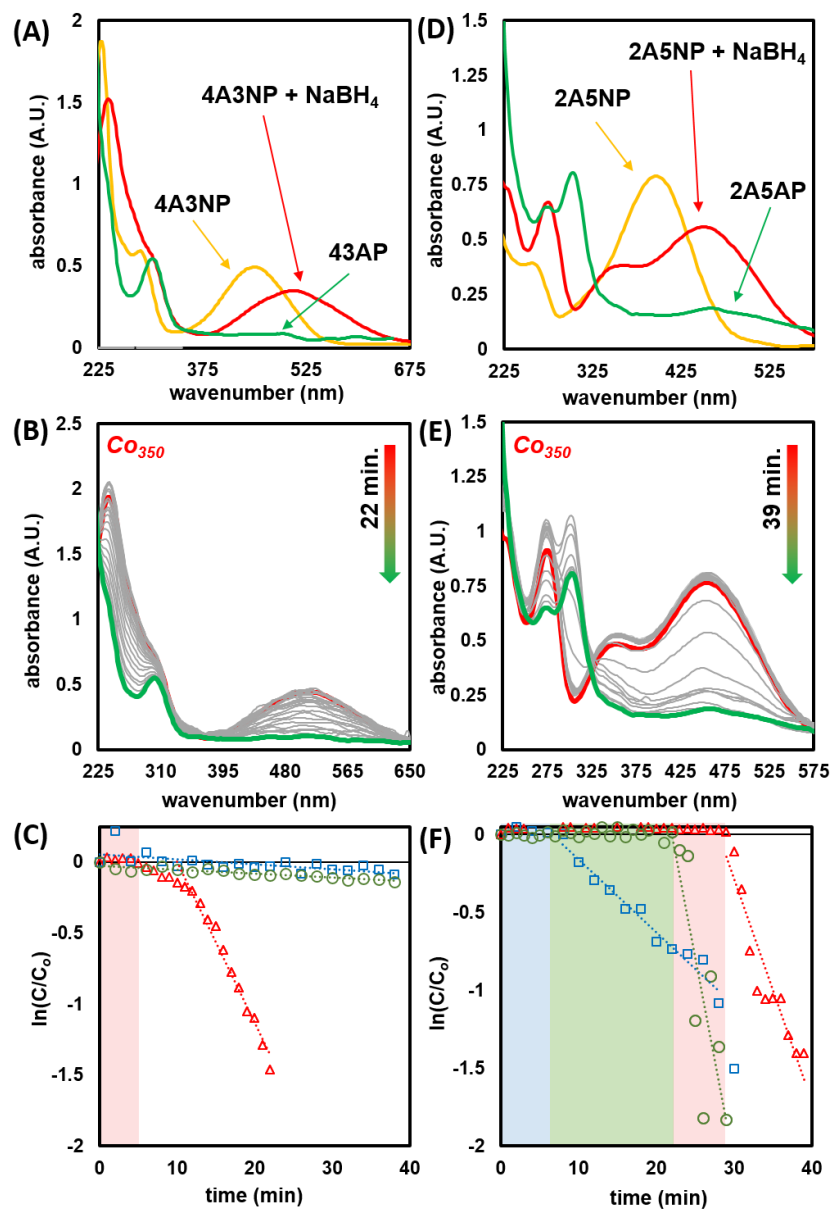 (A)
2
1.5
1
0.5
0
absorbance (A.U.)
4A3NP + NaBH4
4A3NP
43AP
225 375 525 675
wavenumber (nm)
(D)
1.5
1.25
1
0.75
0.5
0.25
0
absorbance (A.U.)
2A5NP + NaBH4
2A5NP
2A5AP
225 325 425 525
wavenumber (nm)
(B)
2.5
2
1.5
1
0.5
0
absorbance (A.U.)
Co350
22 min.
225 310 395 480 565 650
wavenumber (nm)
(E)
1.5
1.25
1
0.75
0.5
0.25
0
absorbance (A.U.)
Co350
39 min.
225 275 325 375 425 475 525 575
wavenumber (nm)
(C)
0
-0.5
-1
-1.5
-2
ln(C/Co)
0 10 20 30 40
time (min)
(F)
0
-0.5
-1
-1.5
-2
ln(C/Co)
0 10 20 30 40
time (min)